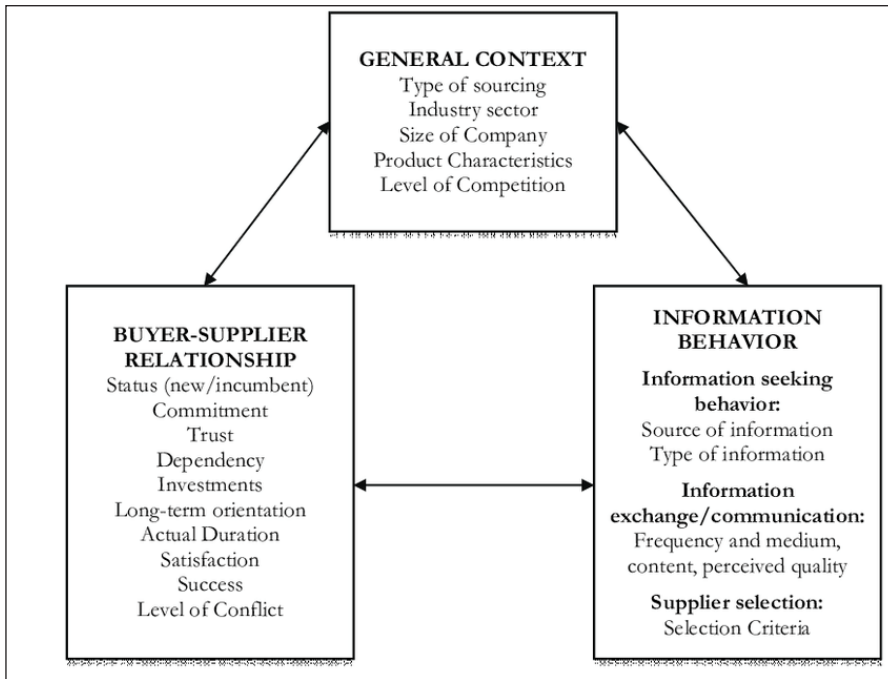 GENERAL CONTEXT
Type of sourcing
Industry sector
Size of Company
Product Characteristics
Level of Competition
BUYER-SUPPLIER
RELATIONSHIP
Status (new/incumbent)
Commitment
Trust
Dependency
Investments
Long-term orientation
Actual Duration
Satisfaction
Success
Level of Conflict
INFORMATION
BEHAVIOR
Information seeking
behavior:
Source of information
Type of information
Information
exchange/communication:
Frequency and medium,
content, perceived quality
Supplier selection:
Selection Criteria